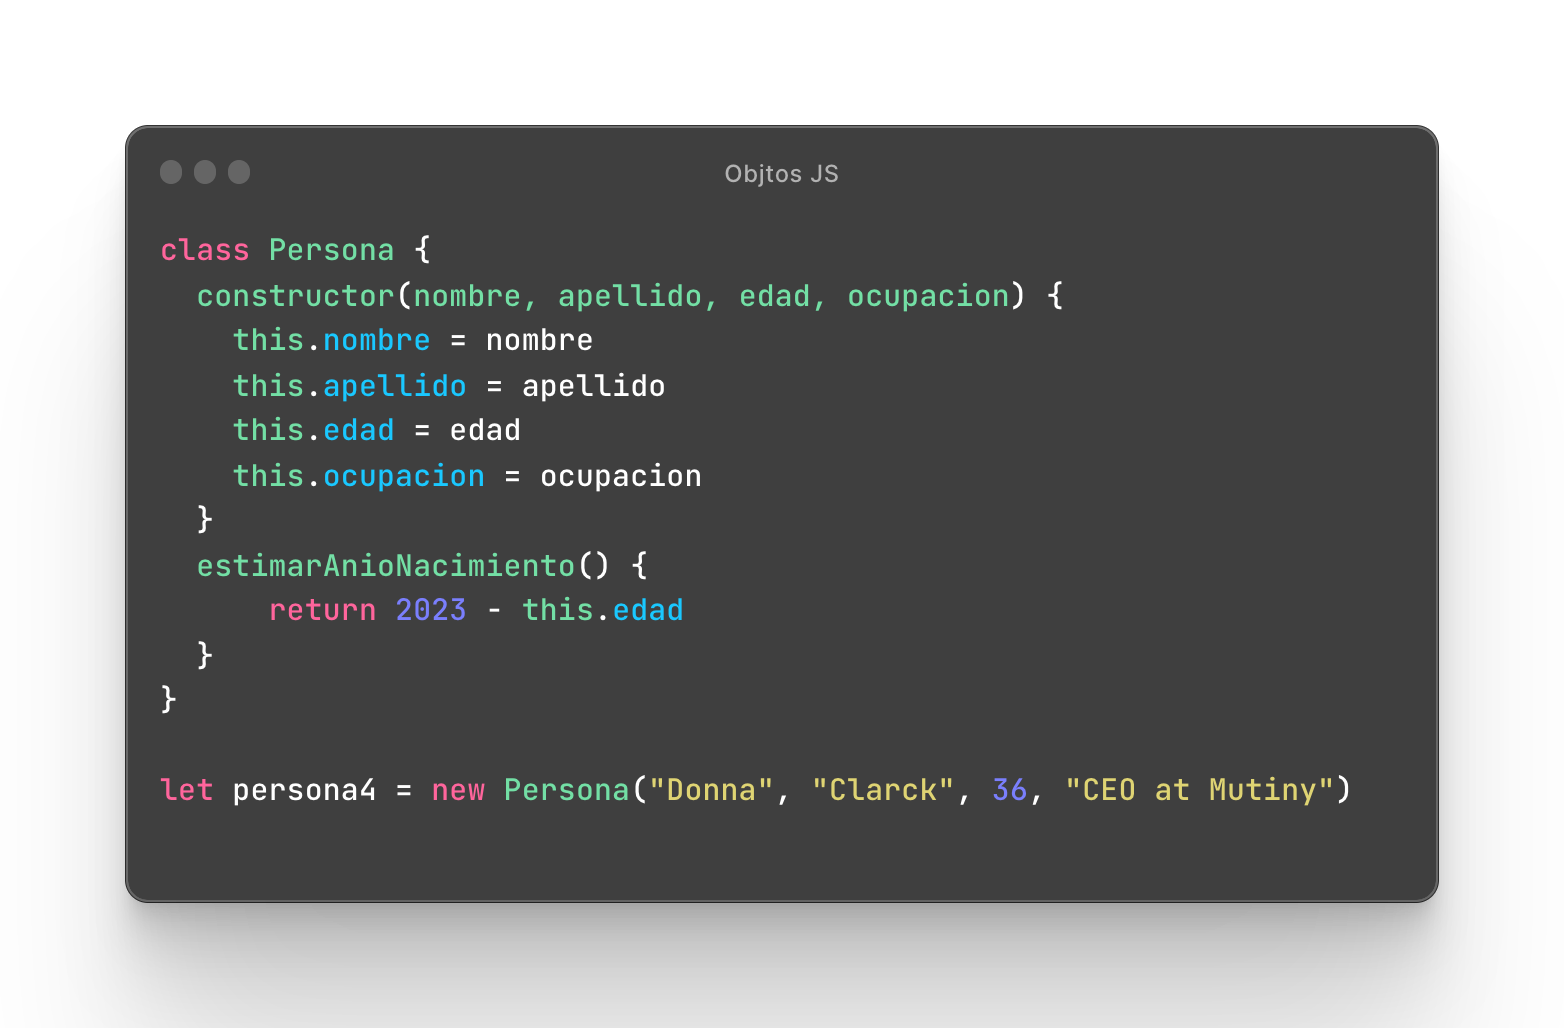 Objtos JS
class Persona {
  constructor(nombre, apellido, edad, ocupacion) {
    this.nombre = nombre
    this.apellido = apellido
    this.edad = edad
    this.ocupacion = ocupacion
  }
  estimarAnioNacimiento() {
      return 2023 - this.edad
  }
}
let persona4 = new Persona("Donna", "Clarck", 36, "CEO at Mutiny")